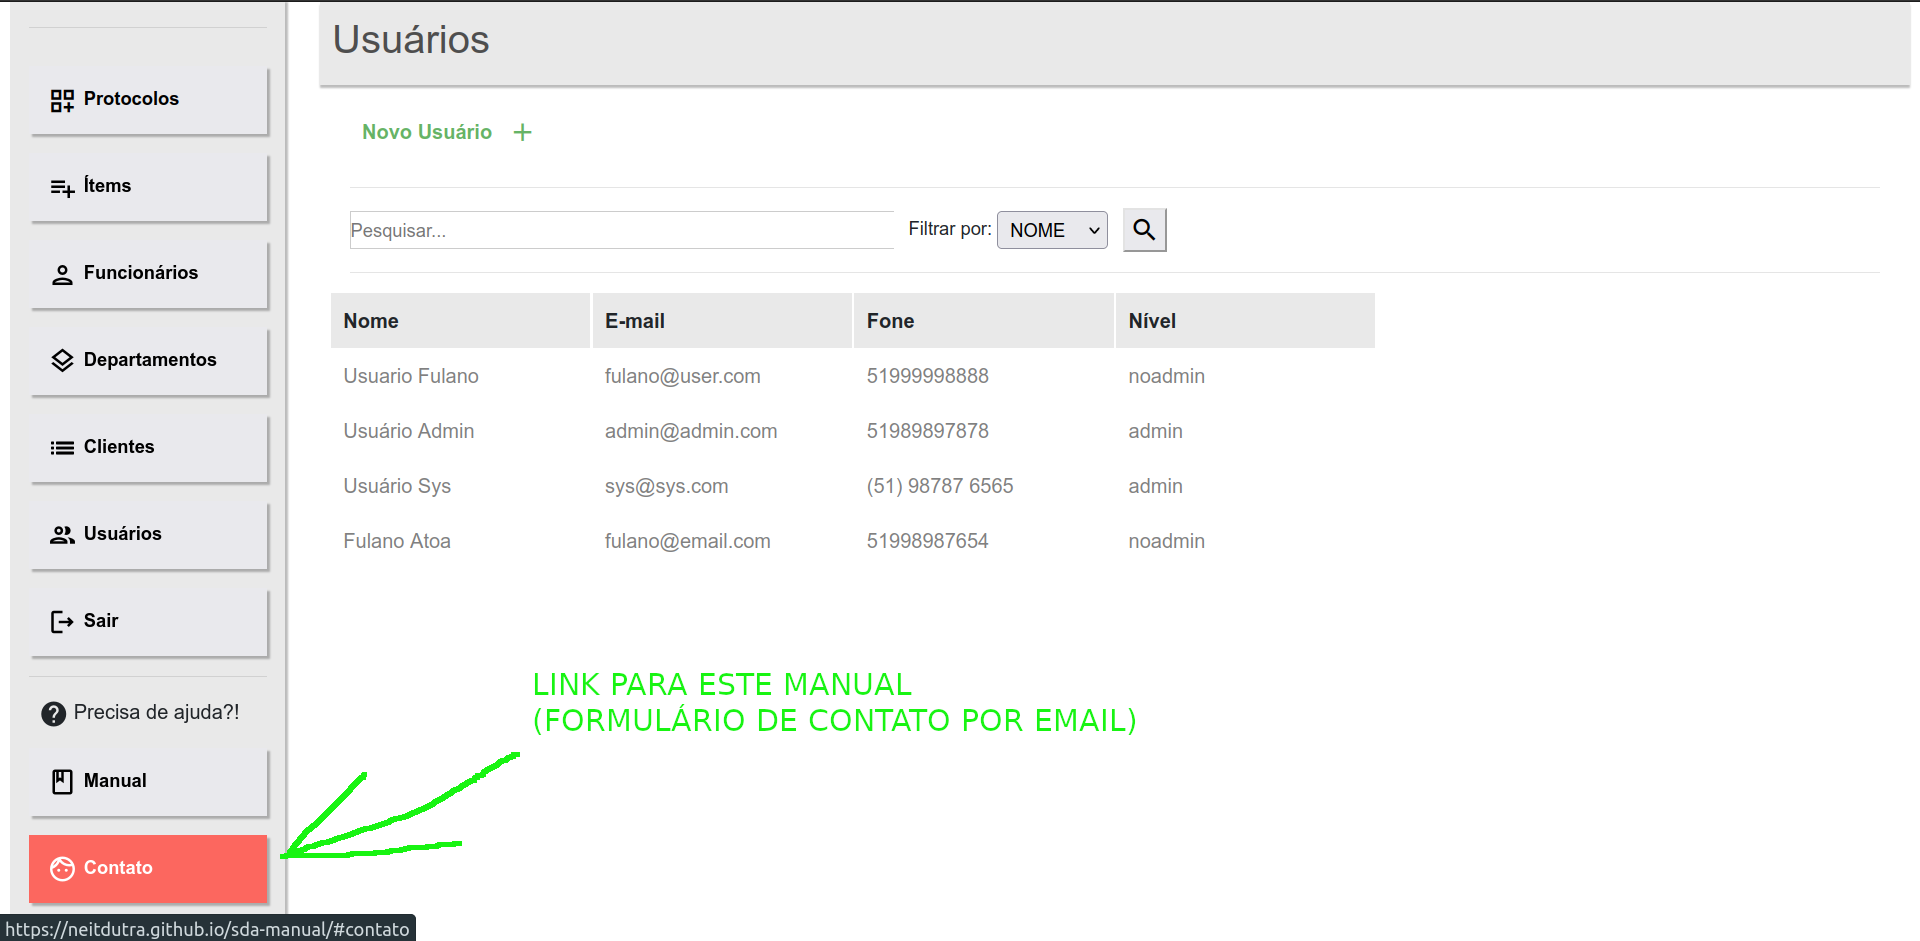 Protocolos
Ítems
Funcionários
Departamentos
Clientes
Usuários
Sair
Precisa de ajuda?!
Manual
Contato
https://neitdutra.github.io/sda-manual/#contato
Usuários
Novo Usuário +
Pesquisar... Filtrar por: NOME
Nome E-mail Fone Nível
Usuario Fulano fulano@user.com 51999998888 noadmin
Usuário Admin admin@admin.com 51989897878 admin
Usuário Sys sys@sys.com (51) 98787 6565 admin
Fulano Atoa fulano@email.com 51998987654 noadmin
LINK PARA ESTE MANUAL
(FORMULÁRIO DE CONTATO POR EMAIL)